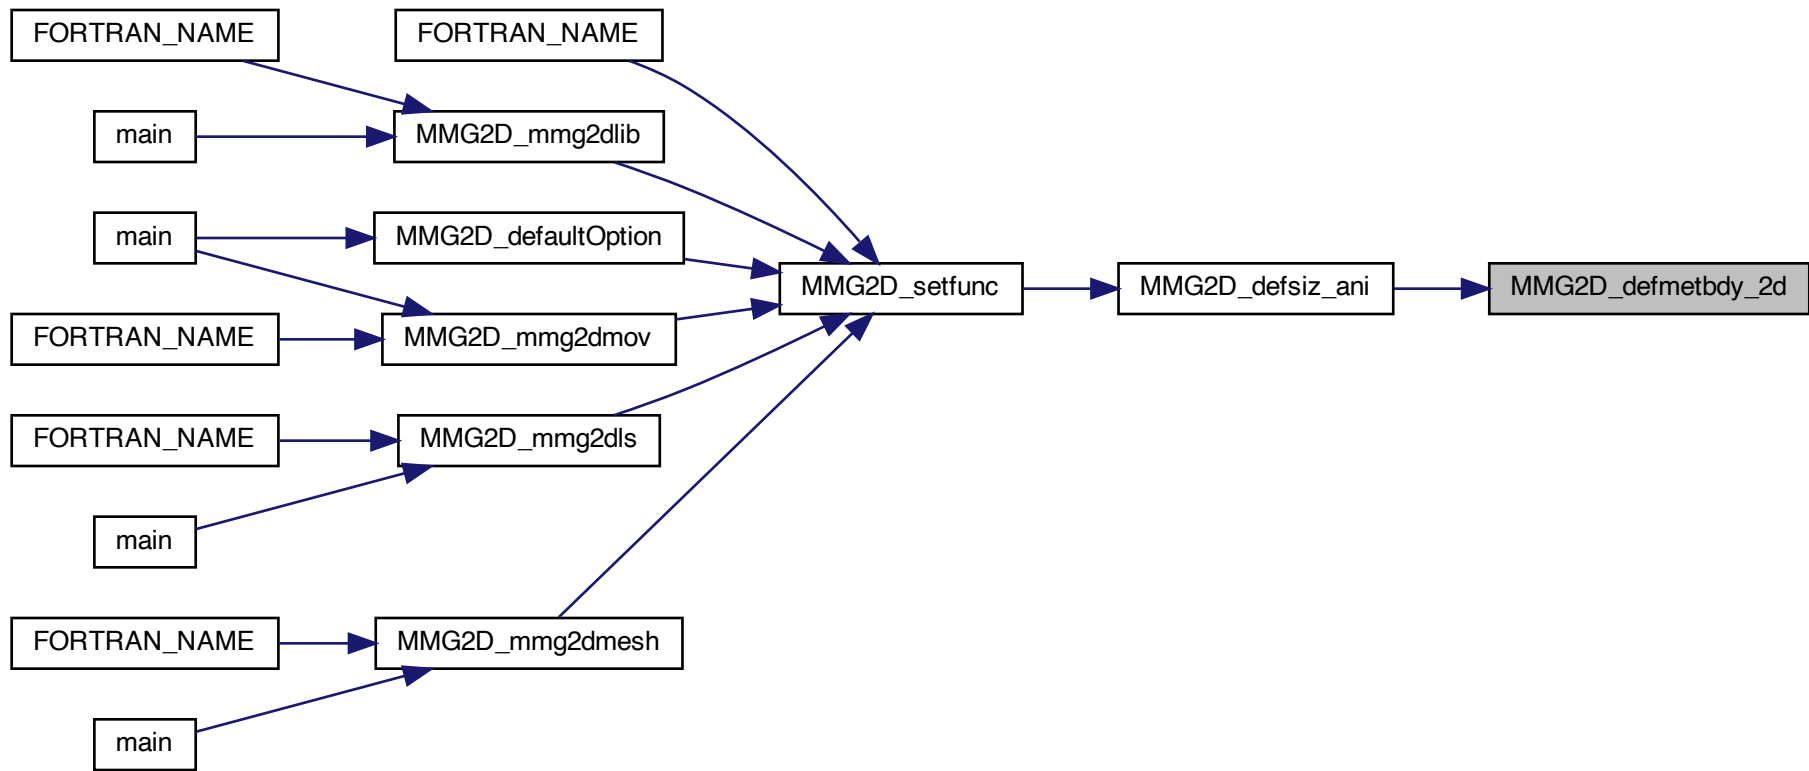 FORTRAN_NAME
FORTRAN_NAME
main
MMG2D_mmg2dlib
main
MMG2D_defaultOption
MMG2D_setfunc
MMG2D_defsiz_ani
MMG2D_defmetbdy_2d
FORTRAN_NAME
MMG2D_mmg2dmov
FORTRAN_NAME
MMG2D_mmg2dls
main
FORTRAN_NAME
MMG2D_mmg2dmesh
main